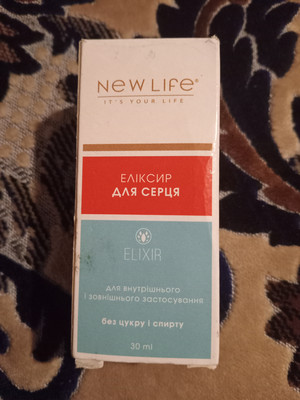 NEW LIFE®
IT'S YOUR LIFE
ЕЛІКСИР
ДЛЯ СЕРЦЯ
ELIXIR
для внутрішнього
і зовнішнього застосування
без цукру і спирту
30 ml